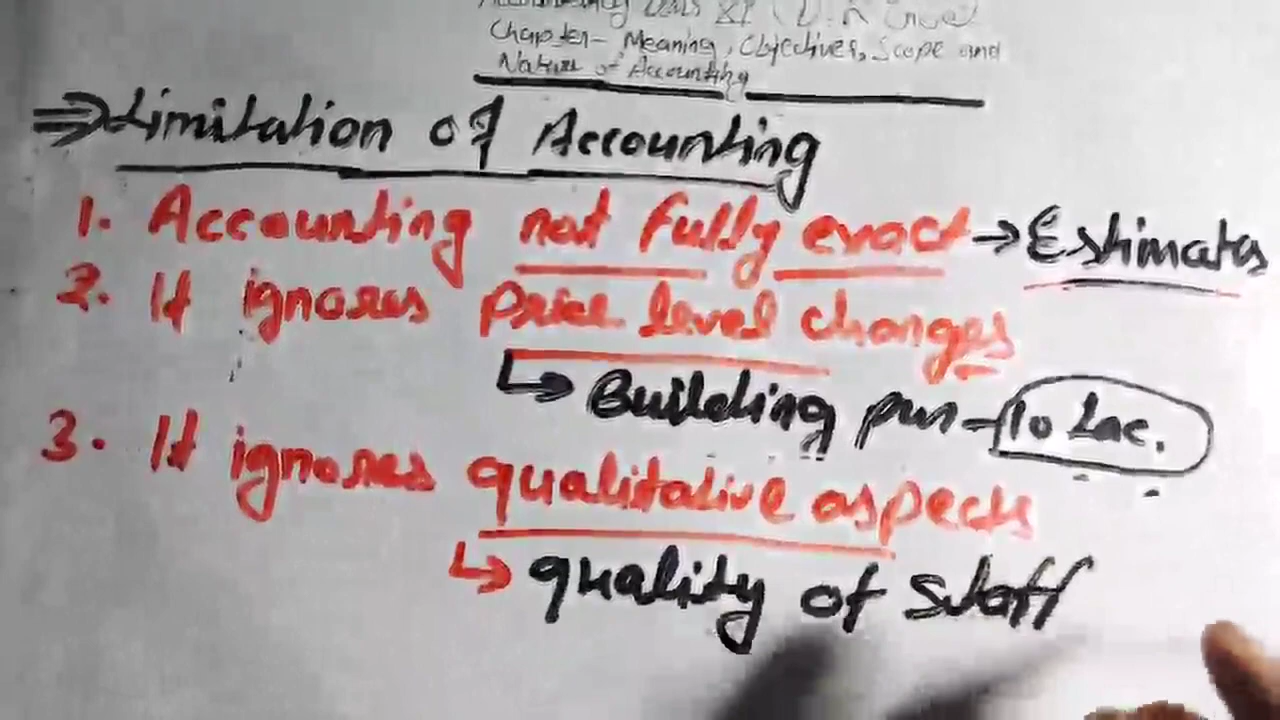 Chapter- Meaning, Objectives, Scope and
Nature of Accounting
⇒ Limitation of Accounting
1. Accounting not fully exact → Estimates
2. It ignores Price level changes
↳ Building pur - 10 Lac.
3. It ignores qualitative aspects
↳ quality of Staff